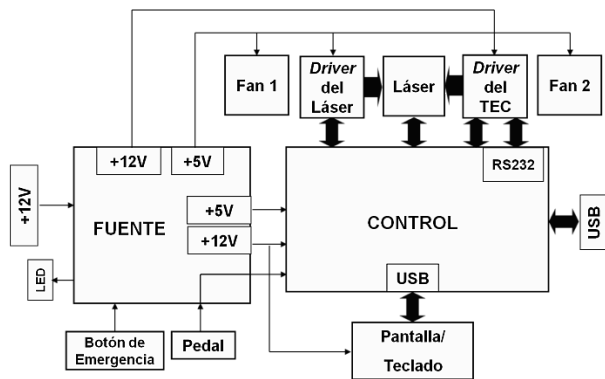 Fan 1
Driver
del
Láser
Láser
Driver
del
TEC
Fan 2
+12V
+5V
RS232
+12V
FUENTE
+5V
+12V
CONTROL
USB
LED
USB
Botón de
Emergencia
Pedal
Pantalla/
Teclado